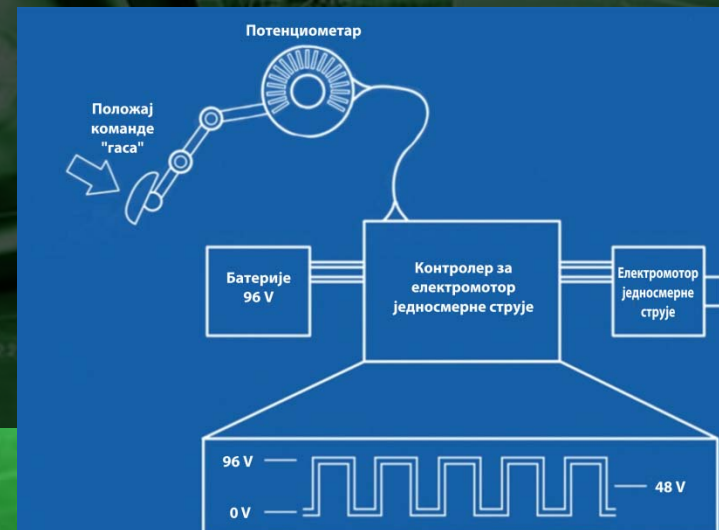 Потенциометар
Положај
команде
"гаса"
Батерије
96 V
Контролер за
електромотор
једносмерне струје
Електромотор
једносмерне
струје
96 V
48 V
0 V